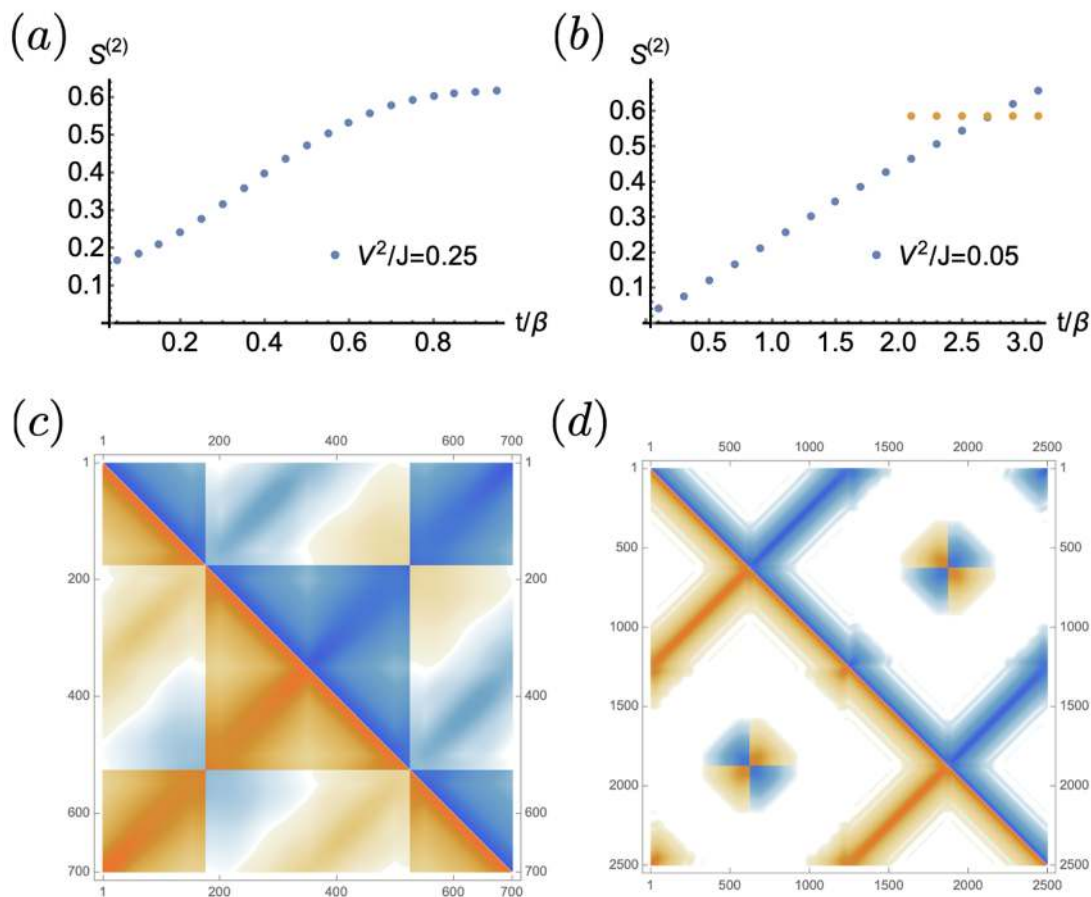 (a)
S(2)
0.6
0.5
0.4
0.3
0.2
0.1
V²/J=0.25
0.2 0.4 0.6 0.8
t/β
(b)
S(2)
0.6
0.5
0.4
0.3
0.2
0.1
V²/J=0.05
0.5 1.0 1.5 2.0 2.5 3.0
t/β
(c)
1 200 400 600 700
1 1
200 200
400 400
600 600
700 700
1 200 400 600 700
(d)
1 500 1000 1500 2000 2500
1 1
500 500
1000 1000
1500 1500
2000 2000
2500 2500
1 500 1000 1500 2000 2500